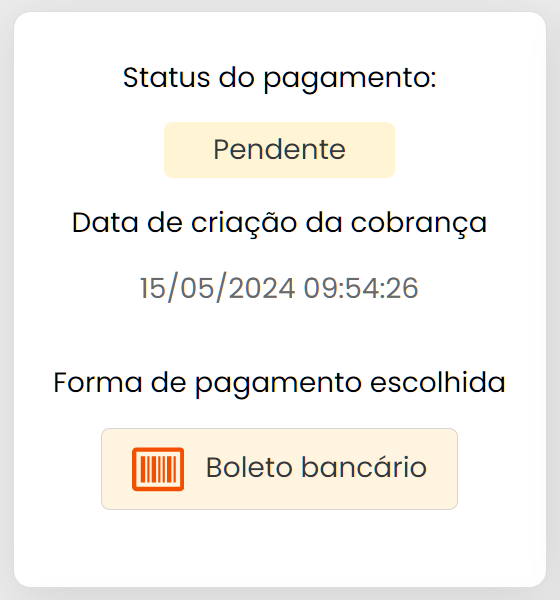 Status do pagamento:
Pendente
Data de criação da cobrança
15/05/2024 09:54:26
Forma de pagamento escolhida
Boleto bancário